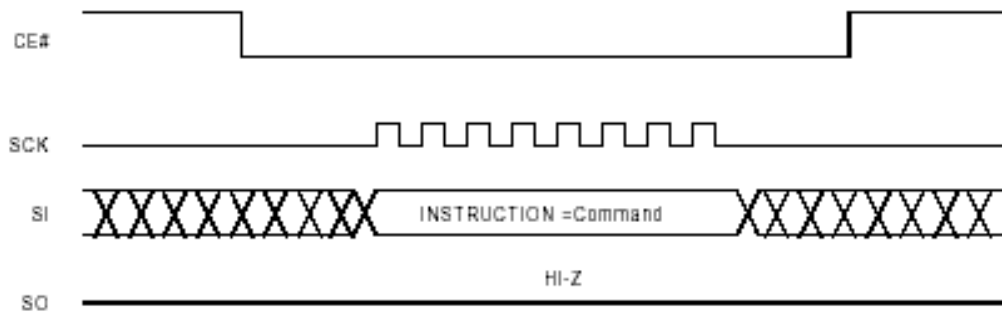 CE#
SCK
SI
INSTRUCTION =Command
HI-Z
SO